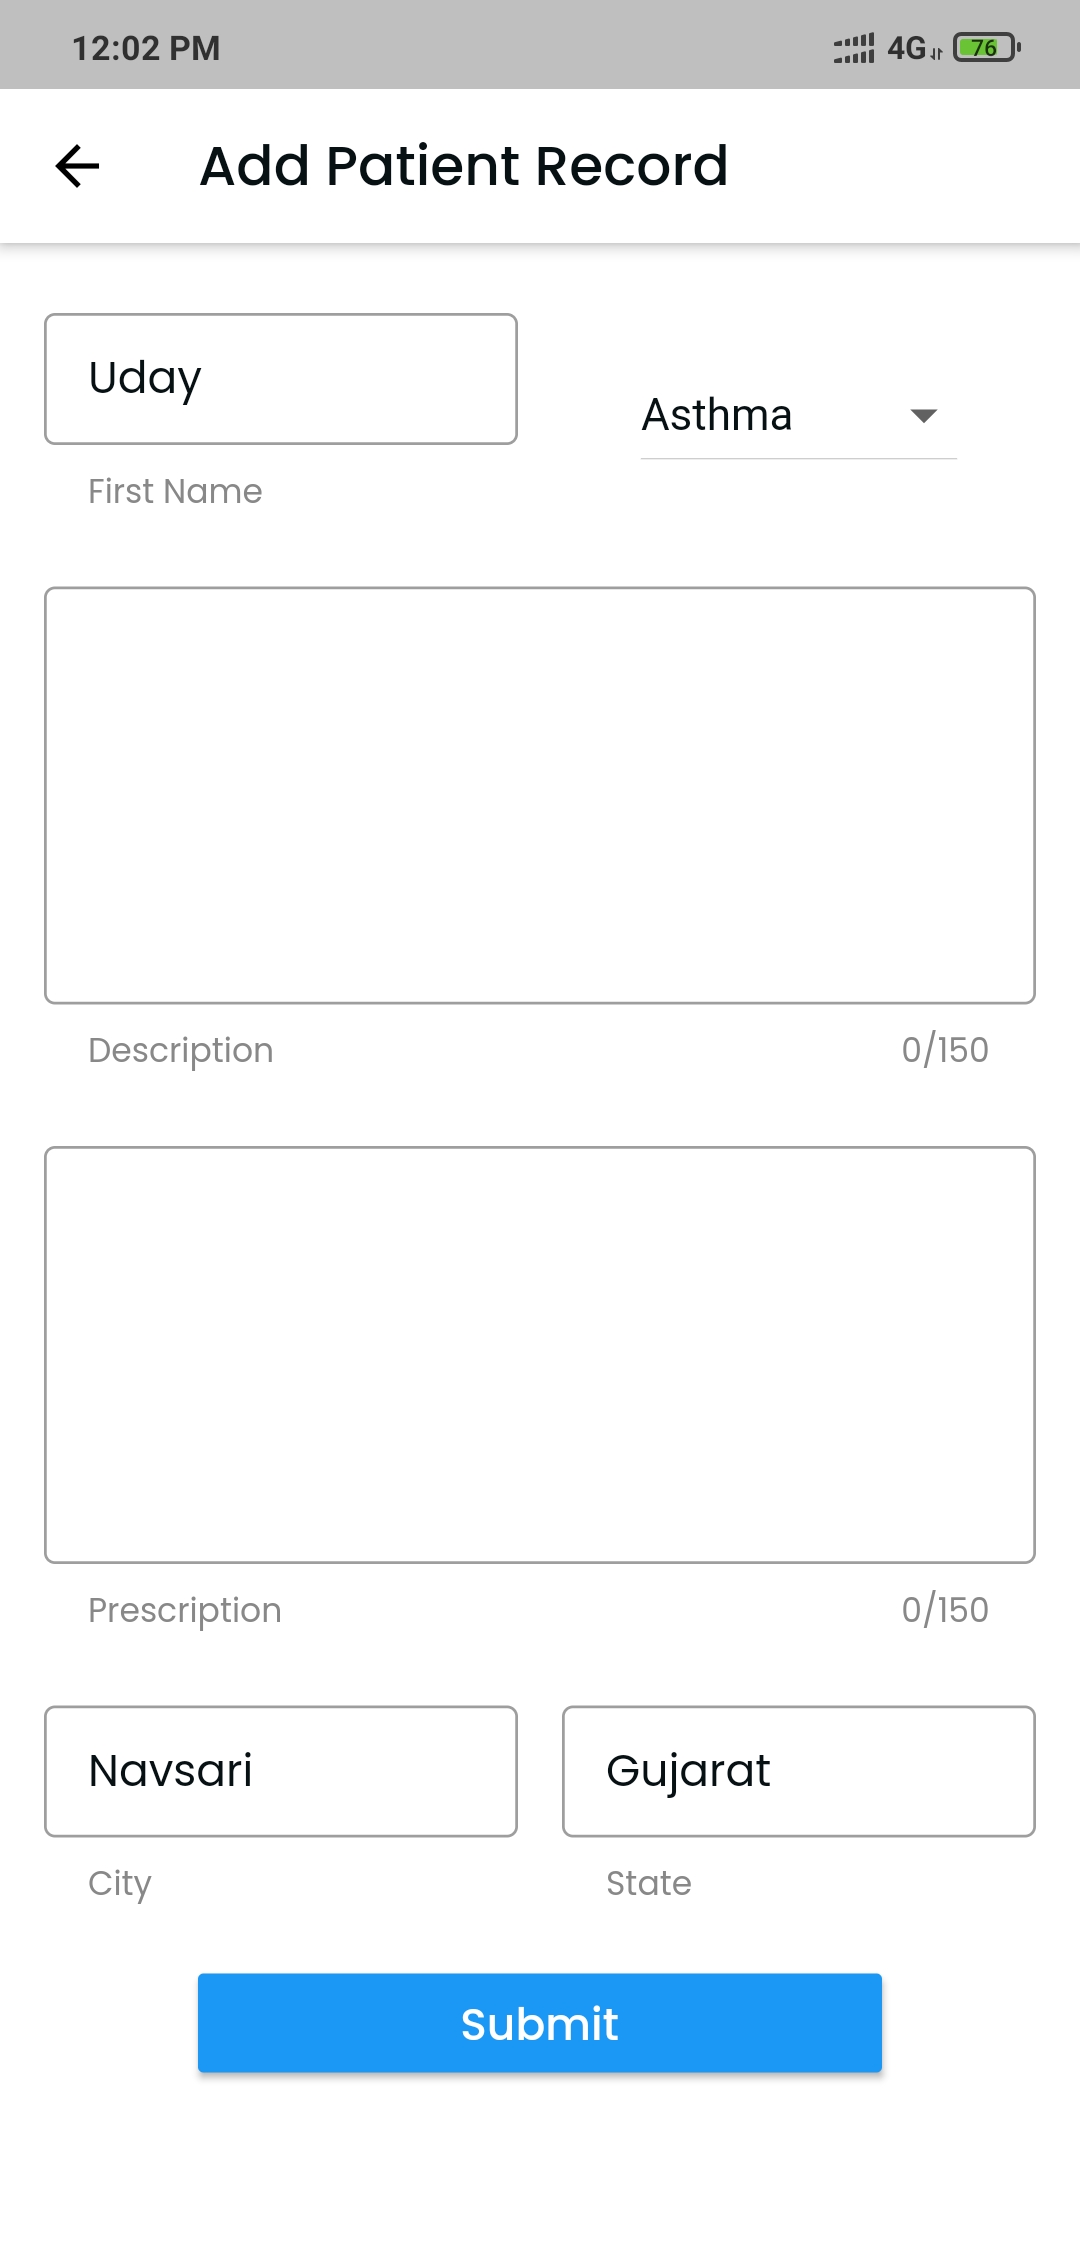 12:02 PM 4G 76
Add Patient Record
Uday
Asthma
First Name
Description 0/150
Prescription 0/150
Navsari Gujarat
City State
Submit